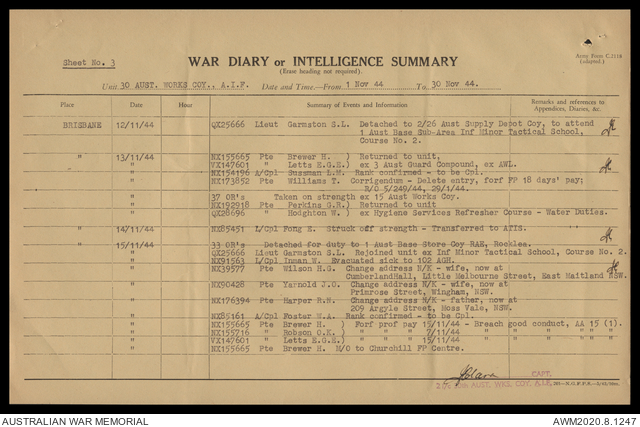 Army Form C.2118
(adapted.)
Sheet No. 3
WAR DIARY or INTELLIGENCE SUMMARY
(Erase heading not required).
Unit 30 AUST. WORKS COY., A.I.F. Date and Time.—From 1 Nov 44 To 30 Nov 44.
Place Date Hour Summary of Events and Information Remarks and references to Appendices, Diaries, &c.
BRISBANE 12/11/44 QX25666 Lieut Garmston S.L. Detached to 2/26 Aust Supply Depot Coy, to attend
1 Aust Base Sub-Area Inf Minor Tactical School,
Course No. 2.
" 13/11/44 NX155665 Pte Brewer H. ) Returned to unit,
" VX147601 " Letts E.G.E.) ex 3 Aust Guard Compound, ex AWL.
" NX154196 A/Cpl Sussman L.M. Rank confirmed - to be Cpl.
" NX173852 Pte Williams T. Corrigendum - Delete entry, forf FP 18 days' pay;
R/O 5/249/44, 29/1/44.
" 37 OR's Taken on strength ex 15 Aust Works Coy.
" NX192918 Pte Perkins G.R.) Returned to unit
" QX28696 " Hodghton W. ) ex Hygiene Services Refresher Course - Water Duties.
" 14/11/44 NX85451 L/Cpl Fong E. Struck off strength - Transferred to ATIS.
" 15/11/44 33 OR's Detached for duty to 1 Aust Base Store Coy RAE, Rocklea.
" QX25666 Lieut Garmston S.L. Rejoined unit ex Inf Minor Tactical School, Course No. 2.
" NX91563 L/Cpl Inman W. Evacuated sick to 102 AGH.
" NX39577 Pte Wilson H.G. Change address N/K - wife, now at
CumberlandHall, Little Melbourne Street, East Maitland NSW.
" NX90428 Pte Yarnold J.G. Change address N/K - wife, now at
Primrose Street, Wingham, NSW.
" NX176394 Pte Harper R.N. Change address N/K - father, now at
209 Argyle Street, Moss Vale, NSW.
" NX85161 A/Cpl Foster W.A. Rank confirmed - to be Cpl.
" NX155665 Pte Brewer H. ) Forf prof pay 15/11/44 - Breach good conduct, AA 15 (1).
" NX155716 " Robson O.K. ) " " " 7/11/44 - " " " " " "
" VX147601 " Letts E.G.E.) " " " 15/11/44 - " " " " " "
" NX155665 Pte Brewer H. M/O to Churchill FP Centre.
CAPT.
30th AUST. WKS. COY. A.I.F.
AUSTRALIAN WAR MEMORIAL
AWM2020.8.1247